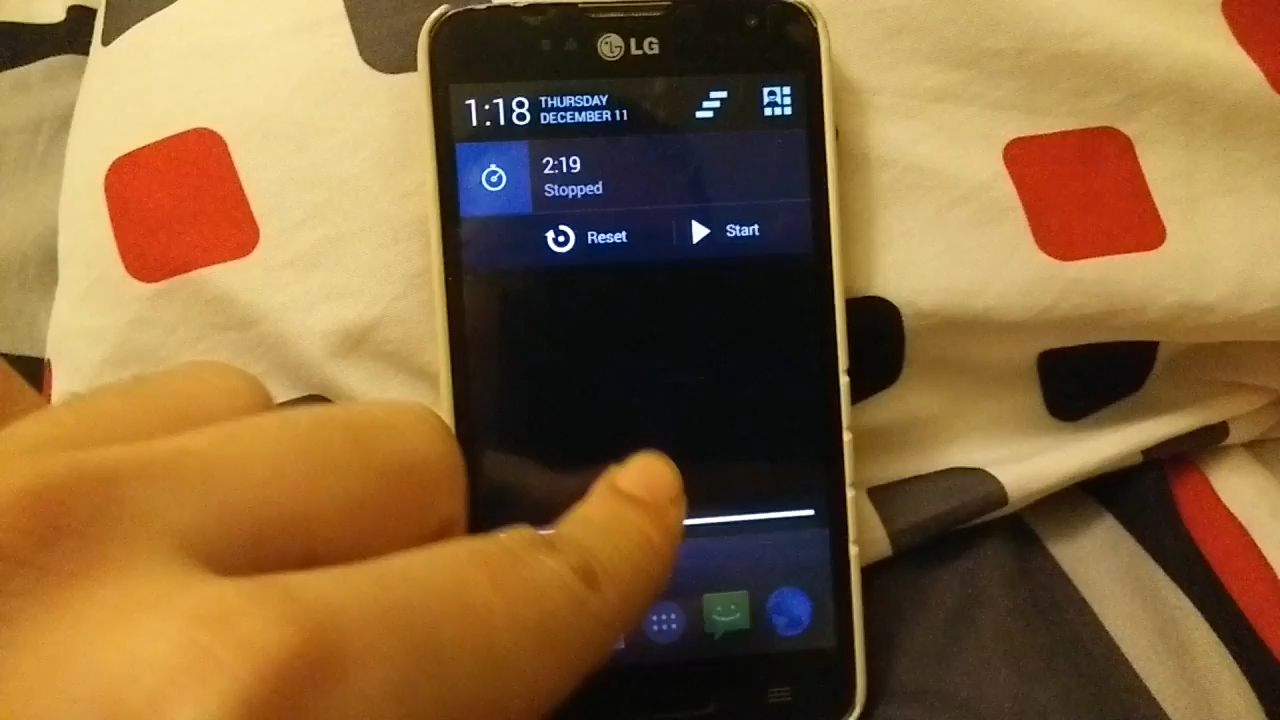 LG
1:18 THURSDAY
DECEMBER 11
2:19
Stopped
Reset Start